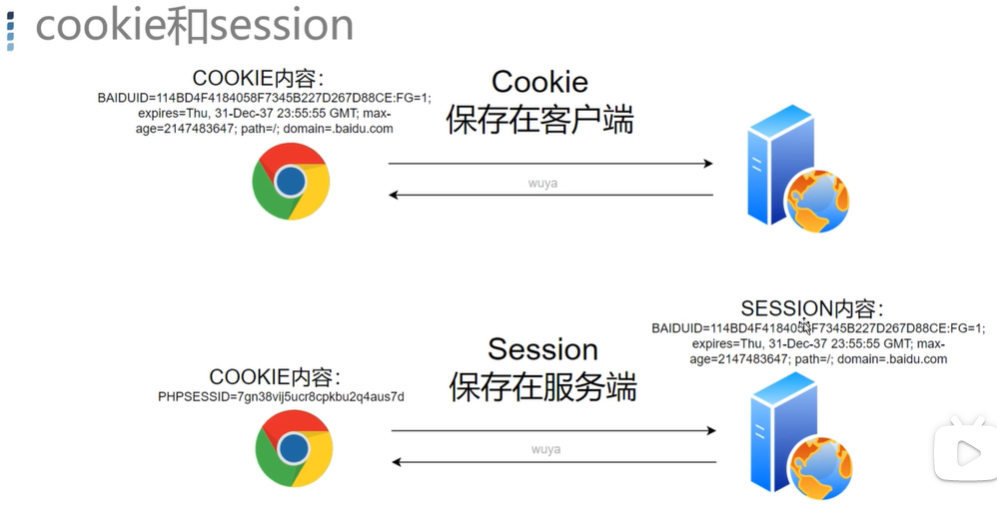 cookie和session
COOKIE内容：
BAIDUID=114BD4F4184058F7345B227D267D88CE:FG=1;
expires=Thu, 31-Dec-37 23:55:55 GMT; max-
age=2147483647; path=/; domain=.baidu.com
Cookie
保存在客户端
wuya
SESSION内容：
BAIDUID=114BD4F4184058F7345B227D267D88CE:FG=1;
expires=Thu, 31-Dec-37 23:55:55 GMT; max-
age=2147483647; path=/; domain=.baidu.com
Session
保存在服务端
COOKIE内容：
PHPSESSID=7gn38vij5ucr8cpkbu2q4aus7d
wuya